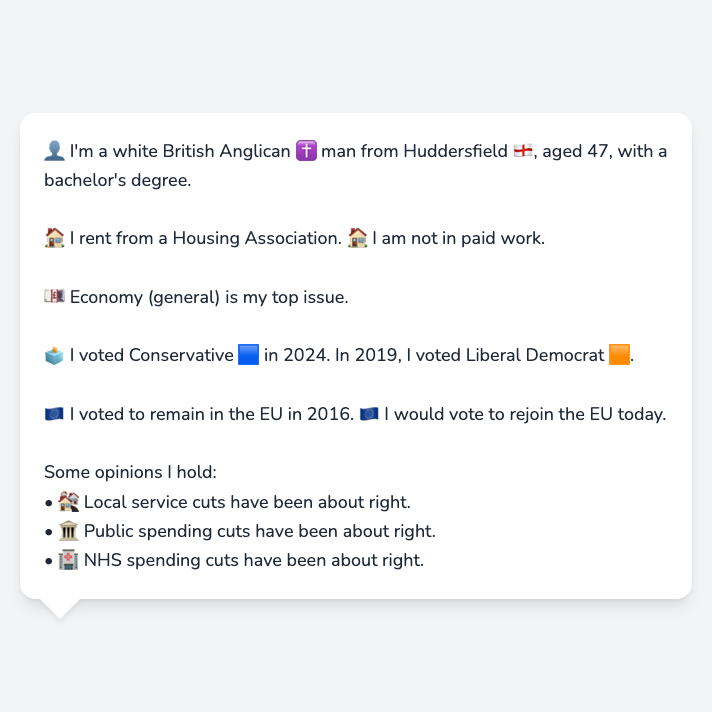 👤 I'm a white British Anglican ✝️ man from Huddersfield 🏴󠁧󠁢󠁥󠁮󠁧󠁿, aged 47, with a
bachelor's degree.
🏠 I rent from a Housing Association. 🏠 I am not in paid work.
💷 Economy (general) is my top issue.
🗳️ I voted Conservative 🟦 in 2024. In 2019, I voted Liberal Democrat 🟧.
🇪🇺 I voted to remain in the EU in 2016. 🇪🇺 I would vote to rejoin the EU today.
Some opinions I hold:
• 🏘️ Local service cuts have been about right.
• 🏛️ Public spending cuts have been about right.
• 🏥 NHS spending cuts have been about right.